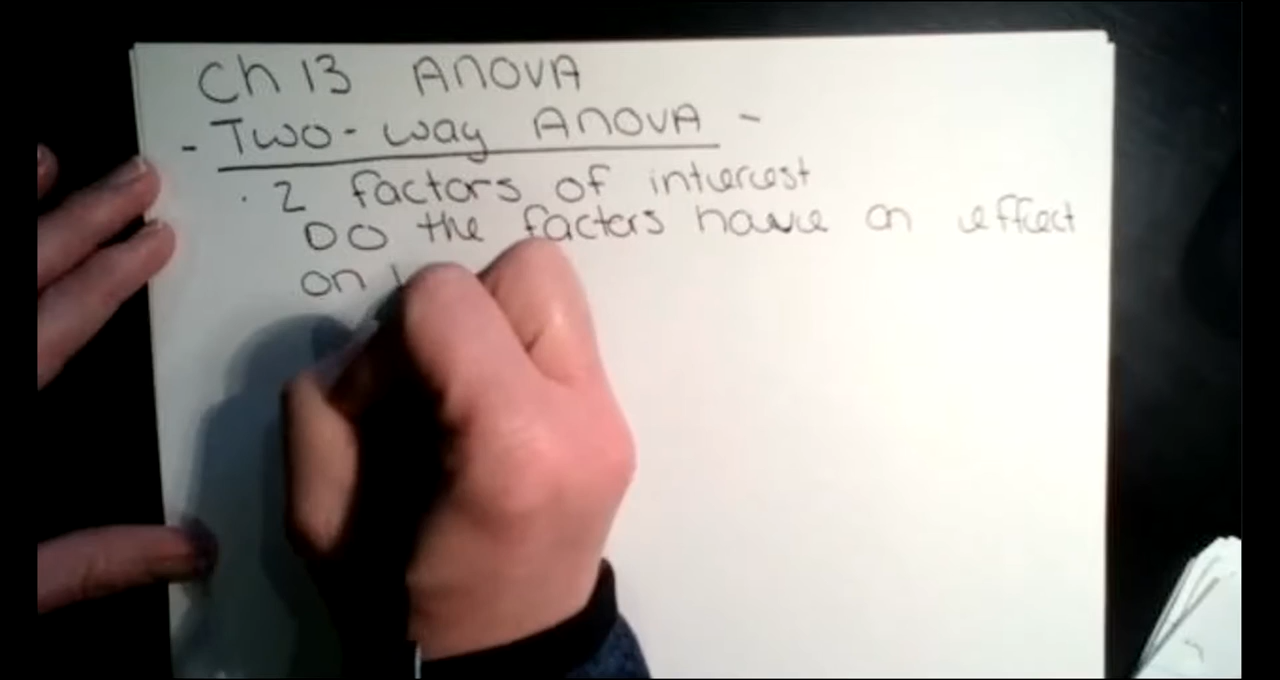 Ch 13 ANOVA
- Two-way ANOVA -
· 2 factors of interest
Do the factors have an effect
on